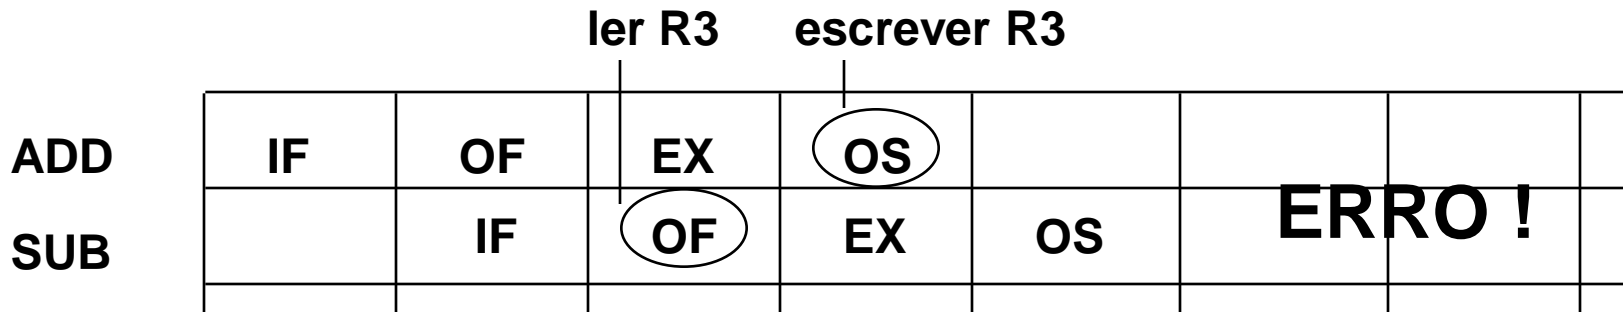 ler R3 escrever R3
ADD IF OF EX OS
ERRO !
SUB IF OF EX OS